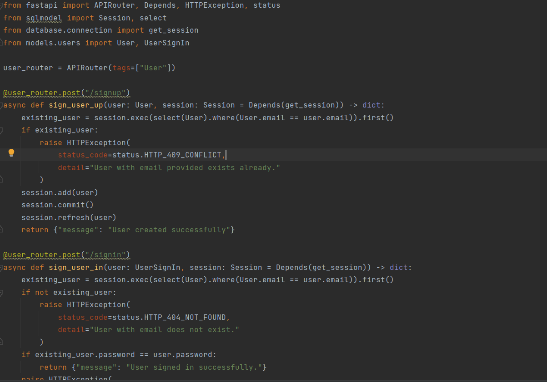 from fastapi import APIRouter, Depends, HTTPException, status
from sqlmodel import Session, select
from database.connection import get_session
from models.users import User, UserSignIn
user_router = APIRouter(tags=["User"])
@user_router.post("/signup")
async def sign_user_up(user: User, session: Session = Depends(get_session)) -> dict:
existing_user = session.exec(select(User).where(User.email == user.email)).first()
if existing_user:
raise HTTPException(
status_code=status.HTTP_409_CONFLICT,
detail="User with email provided exists already."
)
session.add(user)
session.commit()
session.refresh(user)
return {"message": "User created successfully"}
@user_router.post("/signin")
async def sign_user_in(user: UserSignIn, session: Session = Depends(get_session)) -> dict:
existing_user = session.exec(select(User).where(User.email == user.email)).first()
if not existing_user:
raise HTTPException(
status_code=status.HTTP_404_NOT_FOUND,
detail="User with email does not exist."
)
if existing_user.password == user.password:
return {"message": "User signed in successfully."}
raise HTTPException(